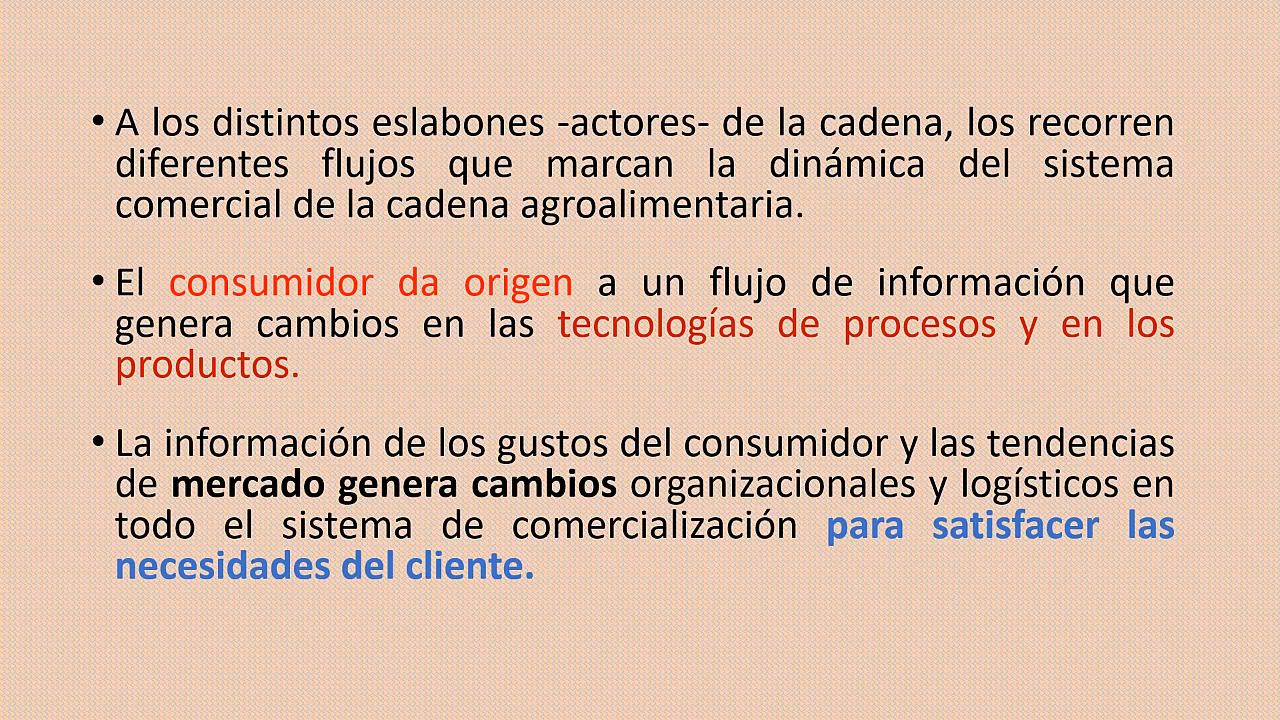 • A los distintos eslabones -actores- de la cadena, los recorren
diferentes flujos que marcan la dinámica del sistema
comercial de la cadena agroalimentaria.
• El consumidor da origen a un flujo de información que
genera cambios en las tecnologías de procesos y en los
productos.
• La información de los gustos del consumidor y las tendencias
de mercado genera cambios organizacionales y logísticos en
todo el sistema de comercialización para satisfacer las
necesidades del cliente.